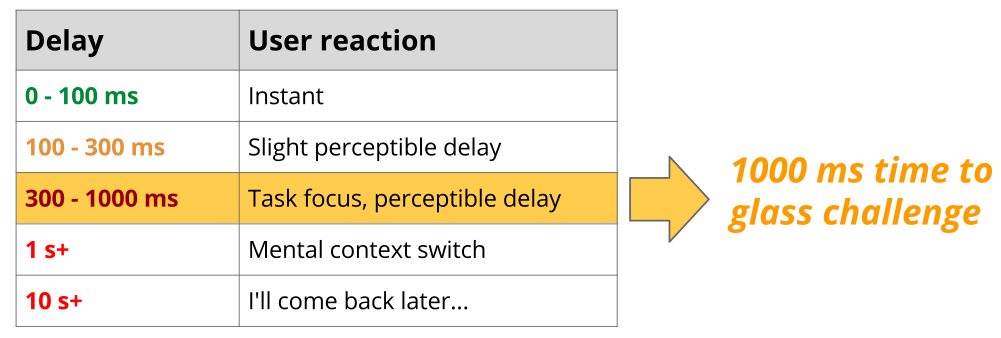 Delay User reaction
0 - 100 ms Instant
100 - 300 ms Slight perceptible delay
300 - 1000 ms Task focus, perceptible delay
1 s+ Mental context switch
10 s+ I'll come back later...
1000 ms time to
glass challenge